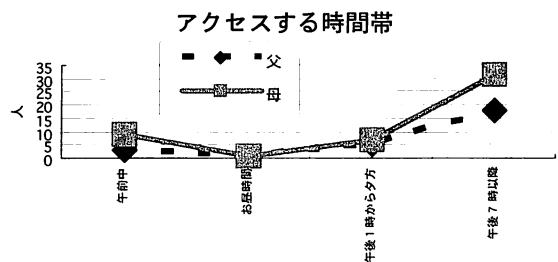 アクセスする時間帯
父
母
人
35
30
25
20
15
10
5
0
午前中
お昼時間
午後1時から夕方
午後7時以降